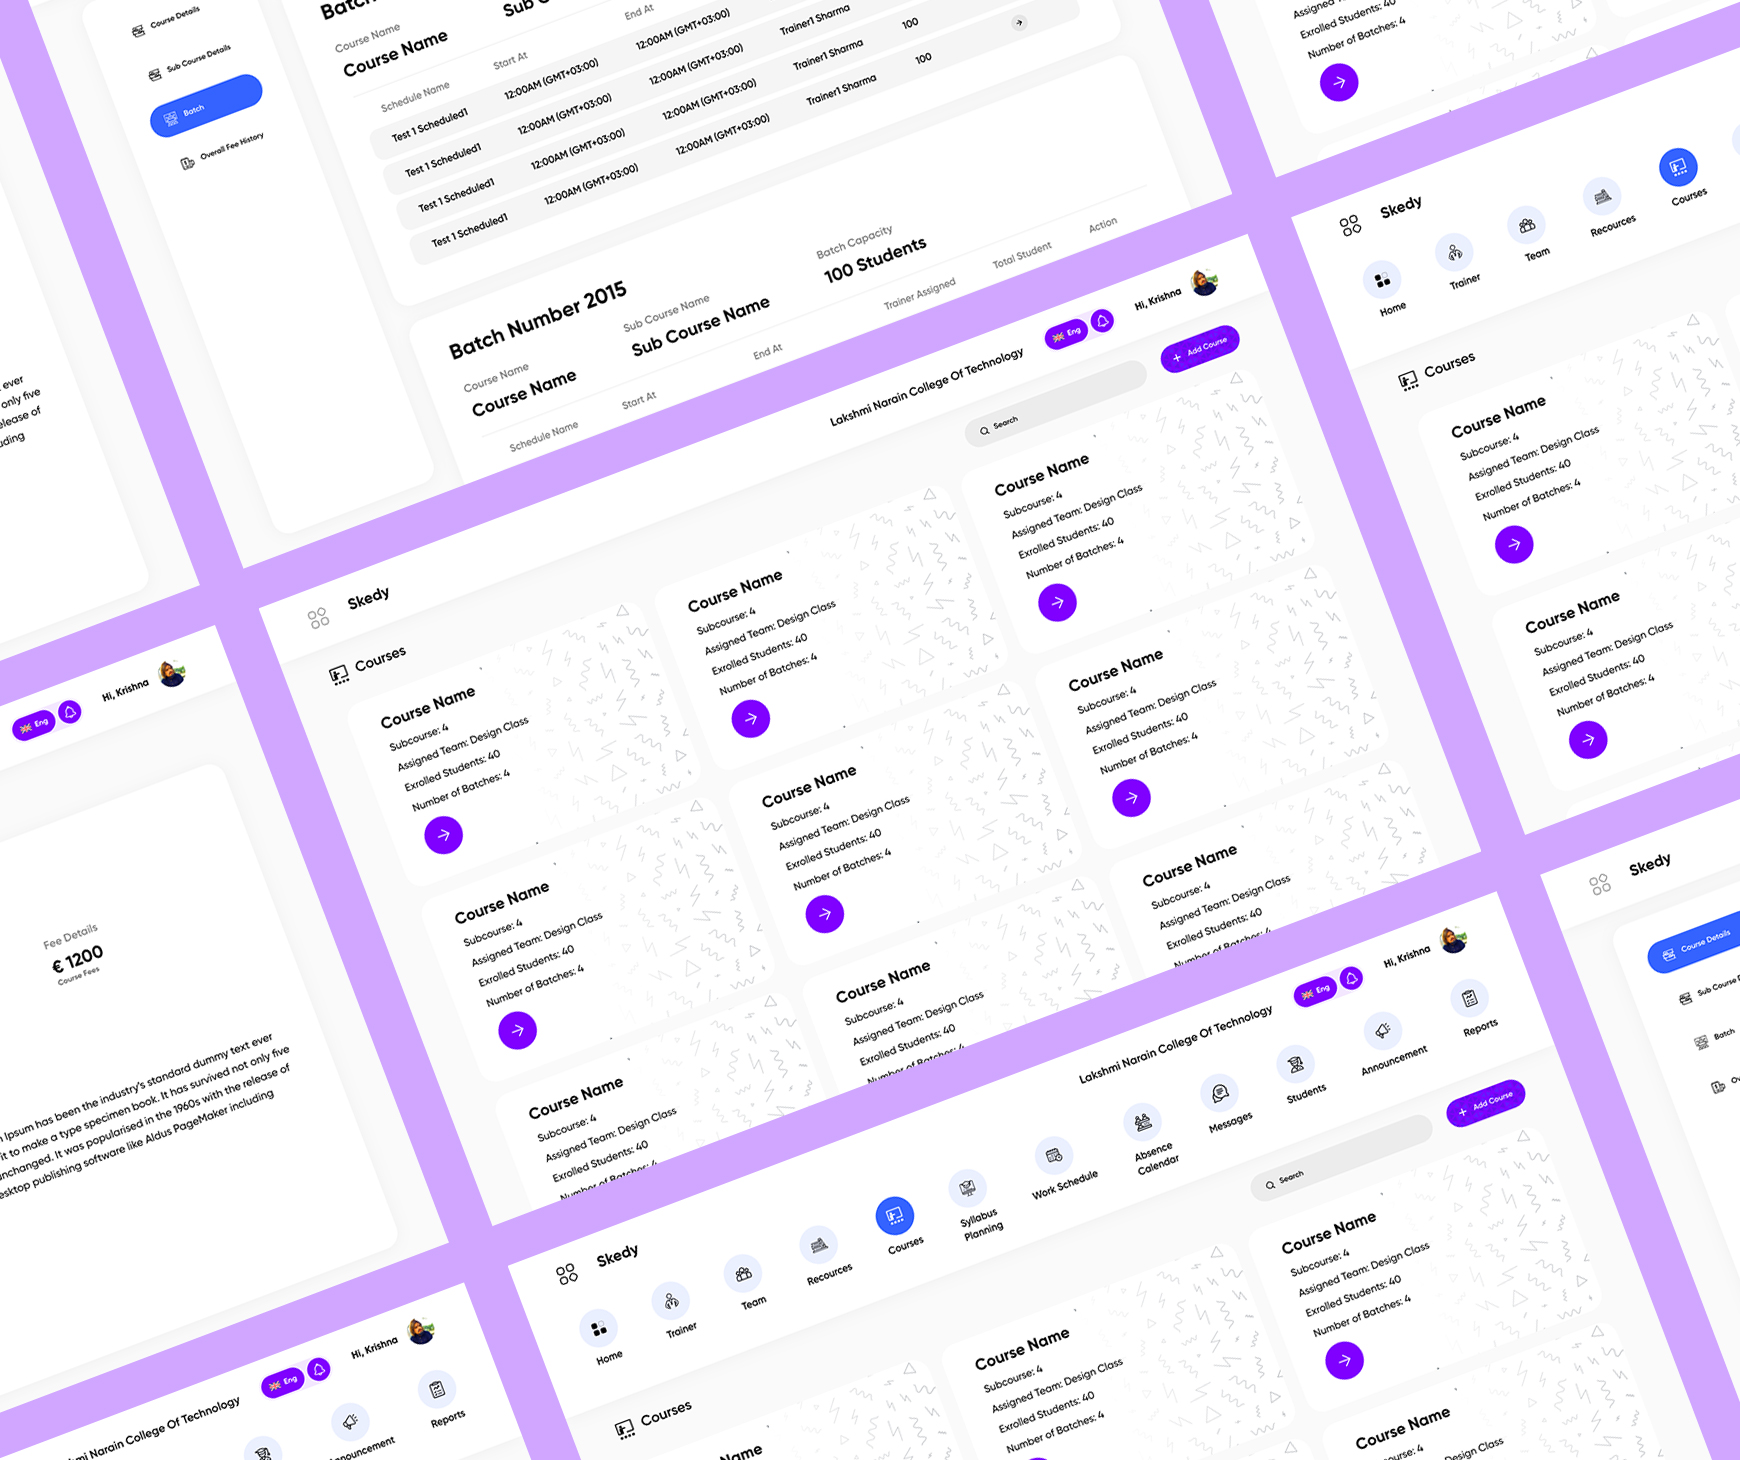 Course Details
Sub Course Details
Batch
Overall Fee History
Batch
Course Name
Course Name
Schedule Name
Start At
End At
Test 1 Scheduled1
12:00AM (GMT+03:00)
12:00AM (GMT+03:00)
Trainer1 Sharma
100
Test 1 Scheduled1
12:00AM (GMT+03:00)
12:00AM (GMT+03:00)
Trainer1 Sharma
100
Test 1 Scheduled1
12:00AM (GMT+03:00)
12:00AM (GMT+03:00)
Trainer1 Sharma
Test 1 Scheduled1
12:00AM (GMT+03:00)
12:00AM (GMT+03:00)
Batch Number 2015
Batch Capacity
100 Students
Course Name
Course Name
Sub Course Name
Sub Course Name
Schedule Name
Start At
End At
Trainer Assigned
Total Student
Action
Exrolled Students: 40
Number of Batches: 4
Skedy
Home
Trainer
Team
Recources
Courses
Courses
Course Name
Subcourse: 4
Assigned Team: Design Class
Exrolled Students: 40
Number of Batches: 4
Course Name
Subcourse: 4
Assigned Team: Design Class
Exrolled Students: 40
Number of Batches: 4
Skedy
Lakshmi Narain College Of Technology
Eng
Hi, Krishna
Courses
Search
+ Add Course
Course Name
Subcourse: 4
Assigned Team: Design Class
Exrolled Students: 40
Number of Batches: 4
Course Name
Subcourse: 4
Assigned Team: Design Class
Exrolled Students: 40
Number of Batches: 4
Course Name
Subcourse: 4
Assigned Team: Design Class
Exrolled Students: 40
Number of Batches: 4
Course Name
Subcourse: 4
Assigned Team: Design Class
Exrolled Students: 40
Number of Batches: 4
Course Name
Subcourse: 4
Assigned Team: Design Class
Exrolled Students: 40
Number of Batches: 4
Course Name
Subcourse: 4
Assigned Team: Design Class
Exrolled Students: 40
Number of Batches: 4
Course Name
Subcourse: 4
Assigned Team: Design Class
Exrolled Students: 40
Number of Batches: 4
Course Name
Subcourse: 4
Assigned Team: Design Class
Exrolled Students: 40
Number of Batches: 4
Course Name
Subcourse: 4
Assigned Team: Design Class
Exrolled Students: 40
Number of Batches: 4
ever
only five
elease of
uding
Eng
Hi, Krishna
Fee Details
€ 1200
Course Fees
Ipsum has been the industry's standard dummy text ever
it to make a type specimen book. It has survived not only five
unchanged. It was popularised in the 1960s with the release of
esktop publishing software like Aldus PageMaker including
Lakshmi Narain College Of Technology
Eng
Hi, Krishna
Skedy
Home
Trainer
Team
Recources
Courses
Syllabus
Planning
Work Schedule
Absence
Calendar
Messages
Students
Announcement
Reports
Courses
Search
+ Add Course
Name
Course Name
Subcourse: 4
Assigned Team: Design Class
Exrolled Students: 40
Number of Batches: 4
Course Name
Subcourse: 4
Assigned Team: Design Class
Exrolled Students: 40
Number of Batches: 4
Course Name
course: 4
Design Class
Skedy
Course Details
Sub Course D
Batch
Ov
hmi Narain College Of Technology
Eng
Hi, Krishna
nnouncement
Reports